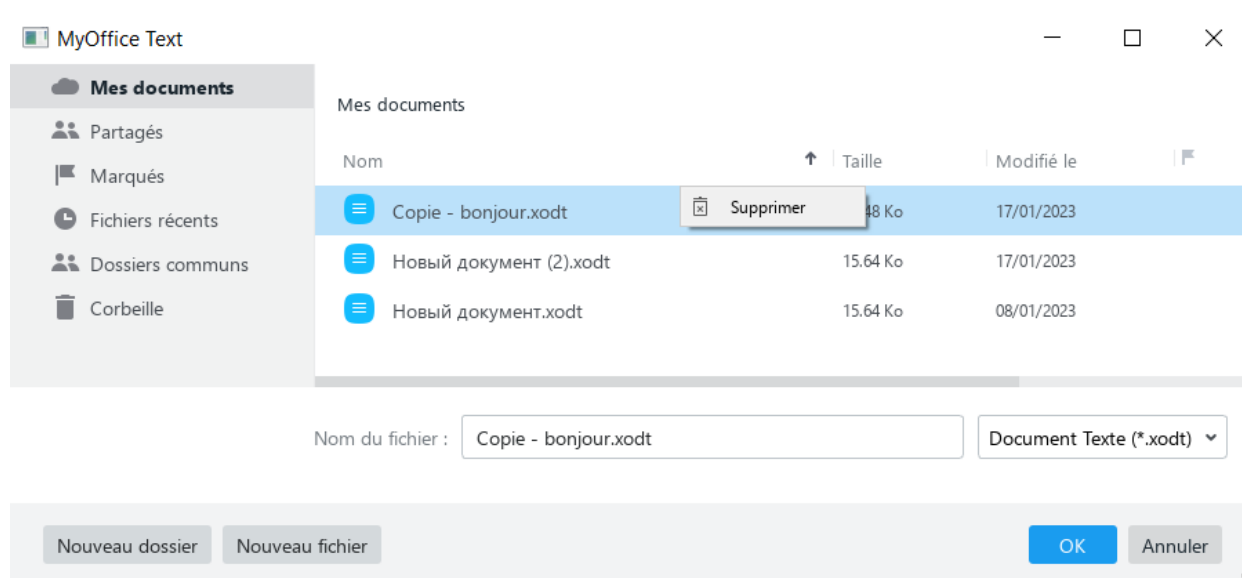 MyOffice Text
Mes documents
Partagés
Marqués
Fichiers récents
Dossiers communs
Corbeille
Mes documents
Nom Taille Modifié le
Copie - bonjour.xodt Supprimer 48 Ko 17/01/2023
Новый документ (2).xodt 15.64 Ko 17/01/2023
Новый документ.xodt 15.64 Ko 08/01/2023
Nom du fichier : Copie - bonjour.xodt Document Texte (*.xodt)
Nouveau dossier Nouveau fichier OK Annuler